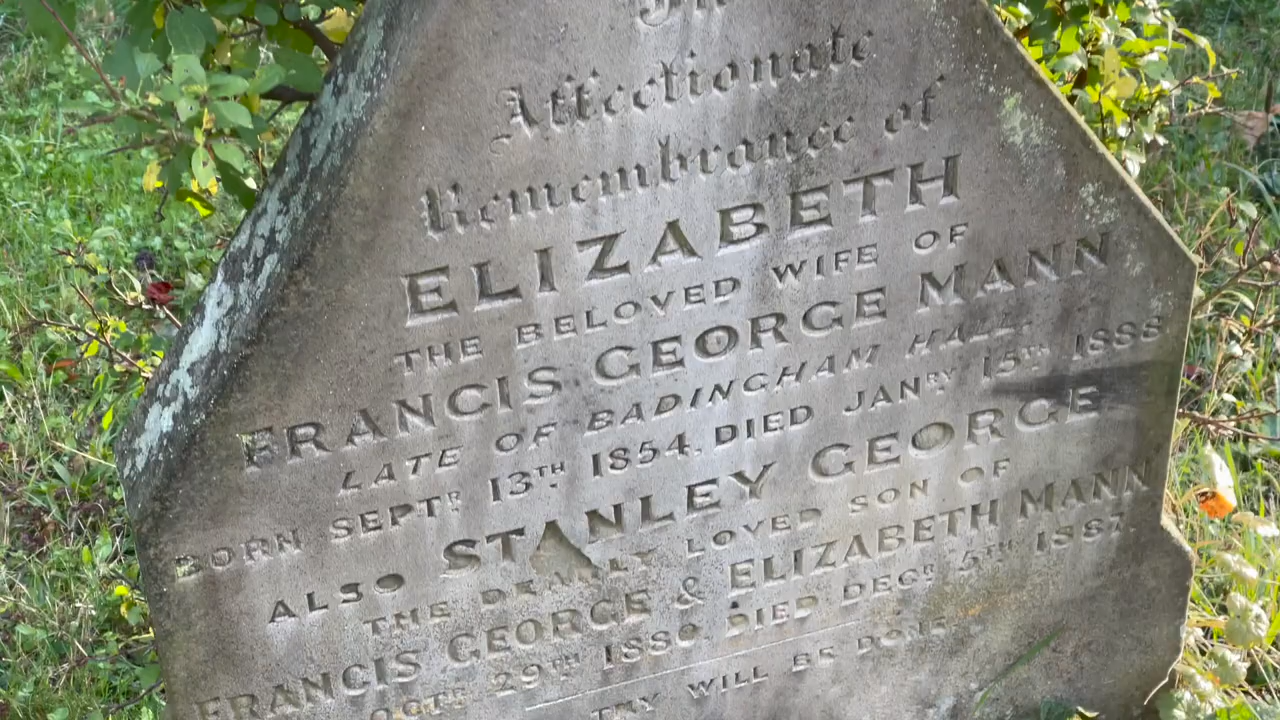 In
Affectionate
Remembrance of
ELIZABETH
THE BELOVED WIFE OF
FRANCIS GEORGE MANN
LATE OF BADINGHAM HALL.
BORN SEPTR 13TH 1854, DIED JANRY 15TH 1888
ALSO STANLEY GEORGE
THE DEARLY LOVED SON OF
FRANCIS GEORGE & ELIZABETH MANN
OCTR 29TH 1880 DIED DECR 5TH 1887.
THY WILL BE DONE.